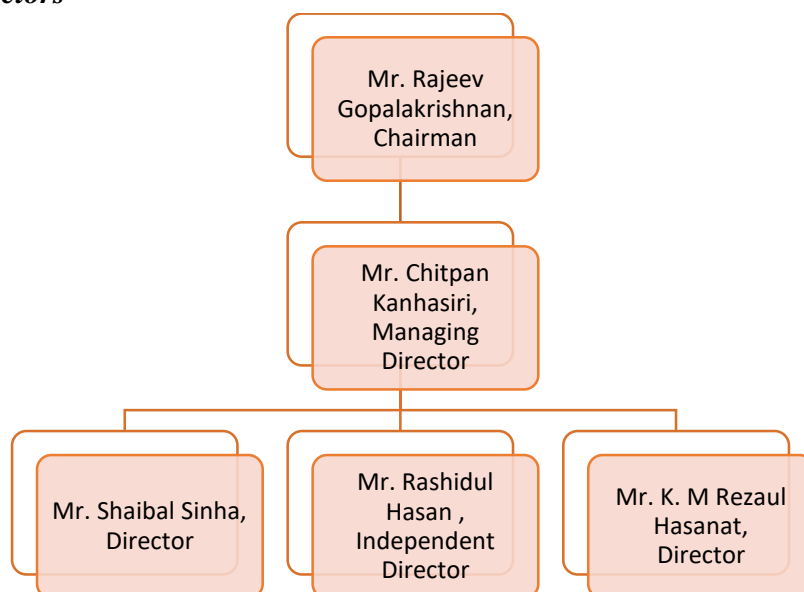 Mr. Rajeev
Gopalakrishnan,
Chairman
Mr. Chitpan
Kanhasiri,
Managing
Director
Mr. Shaibal Sinha,
Director
Mr. Rashidul
Hasan ,
Independent
Director
Mr. K. M Rezaul
Hasanat,
Director